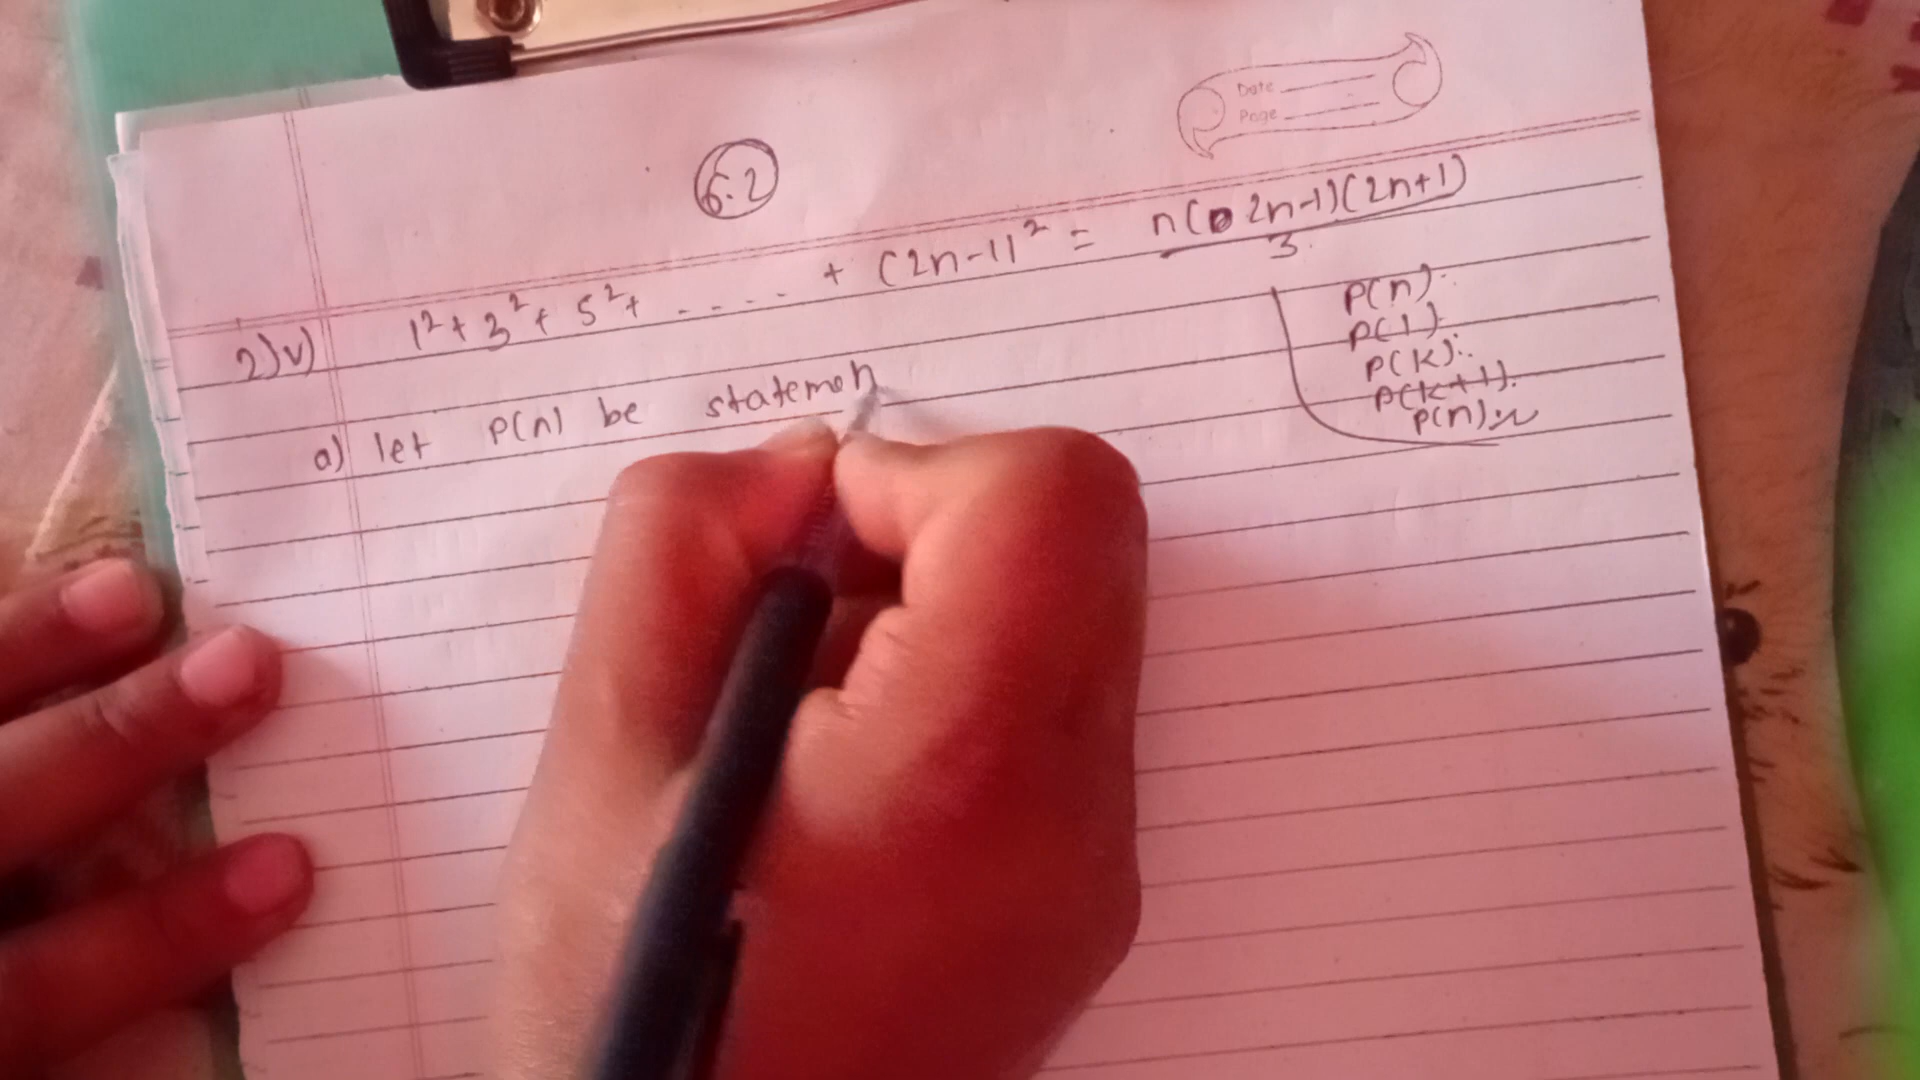 Date
Page
6.2
2)v) 1²+3²+5²+ ..... + (2n-1)² = n(2n-1)(2n+1)
3
P(n):
P(1):
P(k):
P(k+1):
P(n):
a) let P(n) be statemen